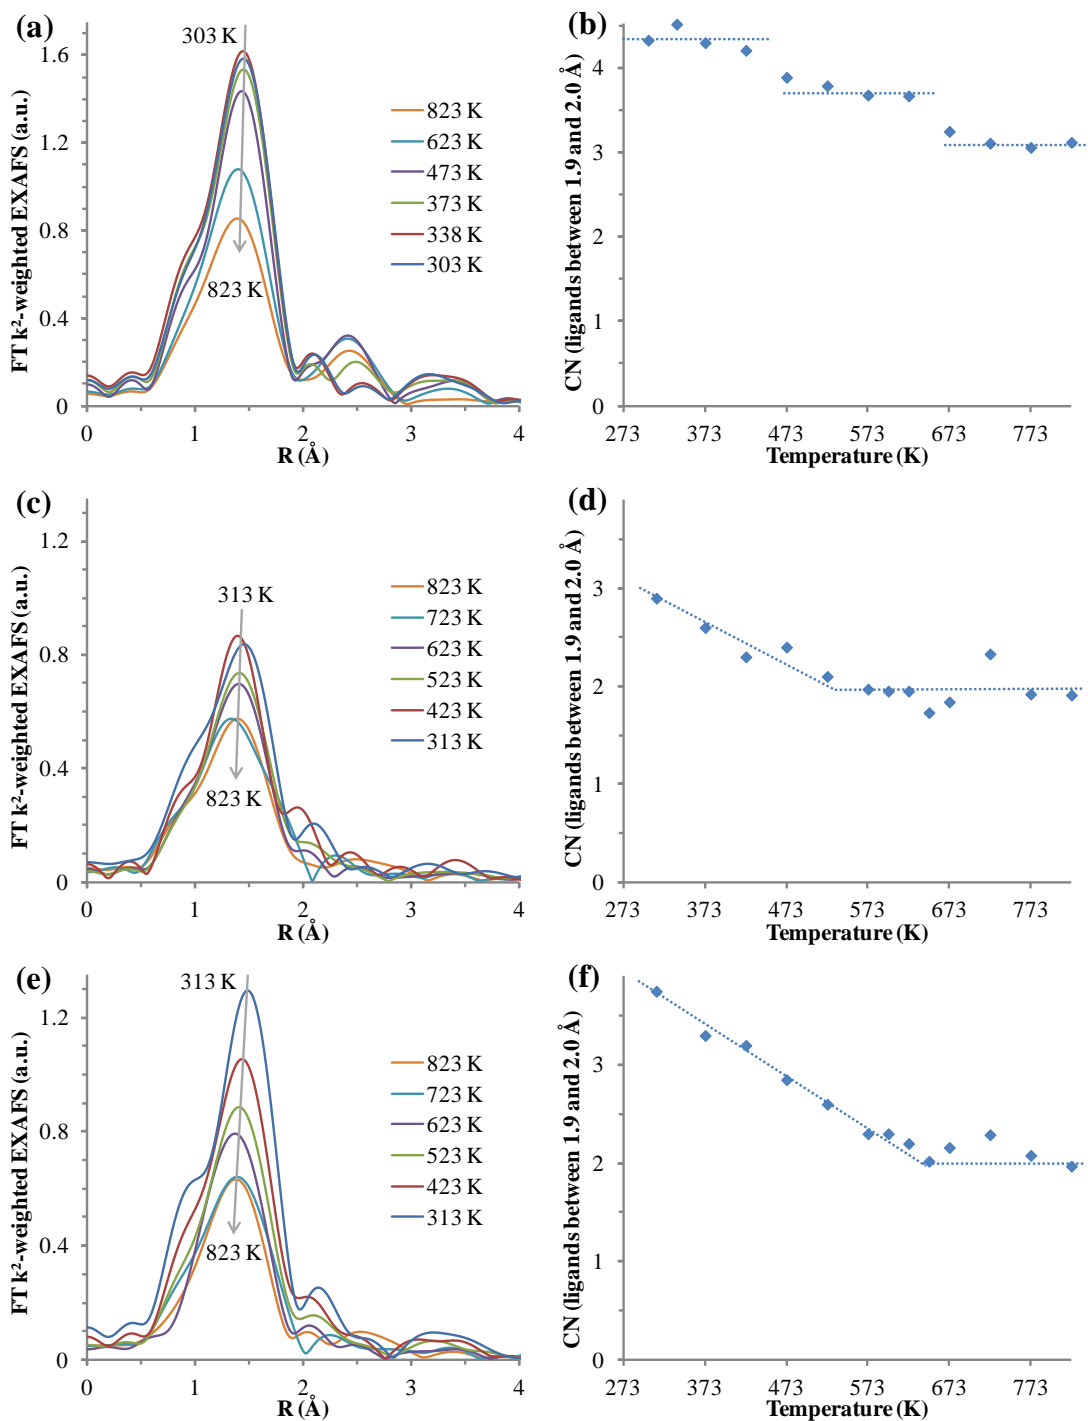 (a)
303 K
1.6
1.2
0.8
0.4
0
FT k²-weighted EXAFS (a.u.)
823 K
623 K
473 K
373 K
338 K
303 K
823 K
0 1 2 3 4
R (Å)
(b)
4
3
2
1
0
CN (ligands between 1.9 and 2.0 Å)
273 373 473 573 673 773
Temperature (K)
(c)
1.2
0.8
0.4
0
FT k²-weighted EXAFS (a.u.)
313 K
823 K
723 K
623 K
523 K
423 K
313 K
823 K
0 1 2 3 4
R (Å)
(d)
3
2
1
0
CN (ligands between 1.9 and 2.0 Å)
273 373 473 573 673 773
Temperature (K)
(e)
313 K
1.2
0.8
0.4
0
FT k²-weighted EXAFS (a.u.)
823 K
723 K
623 K
523 K
423 K
313 K
823 K
0 1 2 3 4
R (Å)
(f)
3
2
1
0
CN (ligands between 1.9 and 2.0 Å)
273 373 473 573 673 773
Temperature (K)